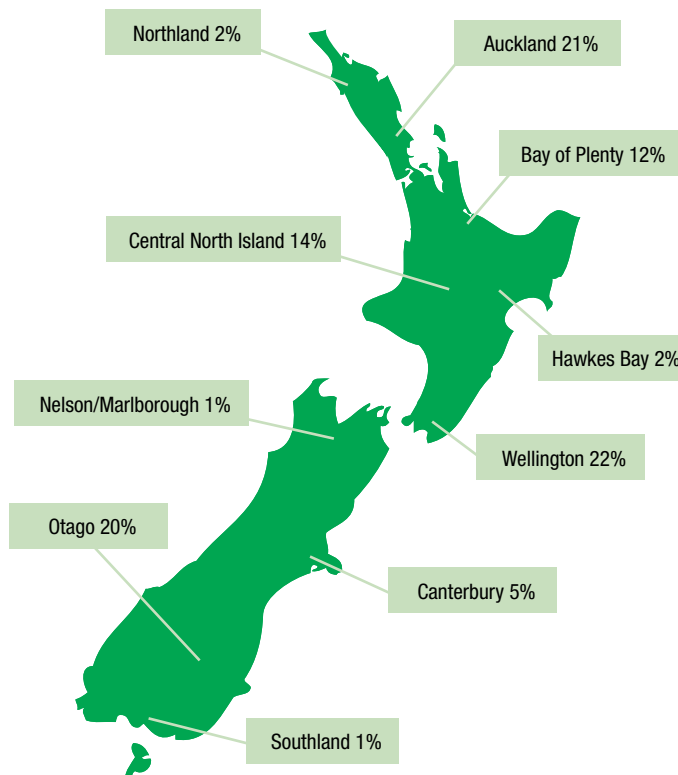 Northland 2%
Auckland 21%
Bay of Plenty 12%
Central North Island 14%
Hawkes Bay 2%
Nelson/Marlborough 1%
Wellington 22%
Otago 20%
Canterbury 5%
Southland 1%